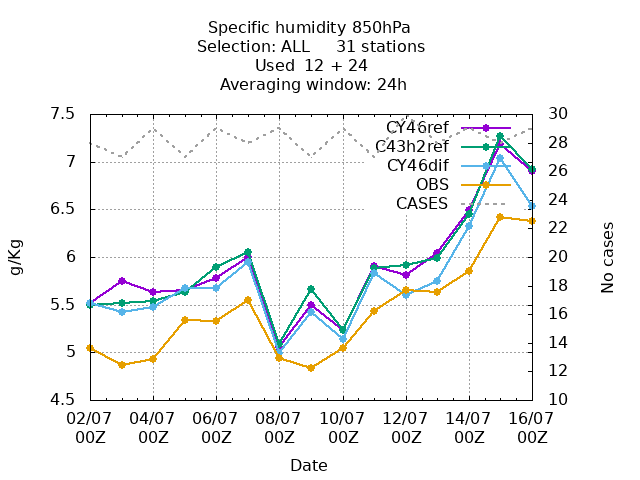 Specific humidity 850hPa
Selection: ALL     31 stations
Used  12 + 24
Averaging window: 24h
g/Kg
No cases
7.5
7
6.5
6
5.5
5
4.5
30
28
26
24
22
20
18
16
14
12
10
CY46ref
C43h2ref
CY46dif
OBS
CASES
02/07 04/07 06/07 08/07 10/07 12/07 14/07 16/07
00Z 00Z 00Z 00Z 00Z 00Z 00Z 00Z
Date